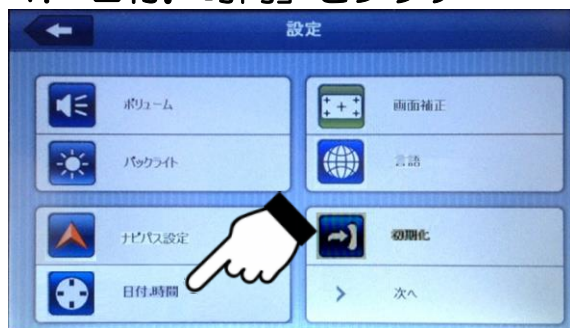 設定
ボリューム
画面補正
バックライト
言語
ナビパス設定
初期化
日付.時間
次へ